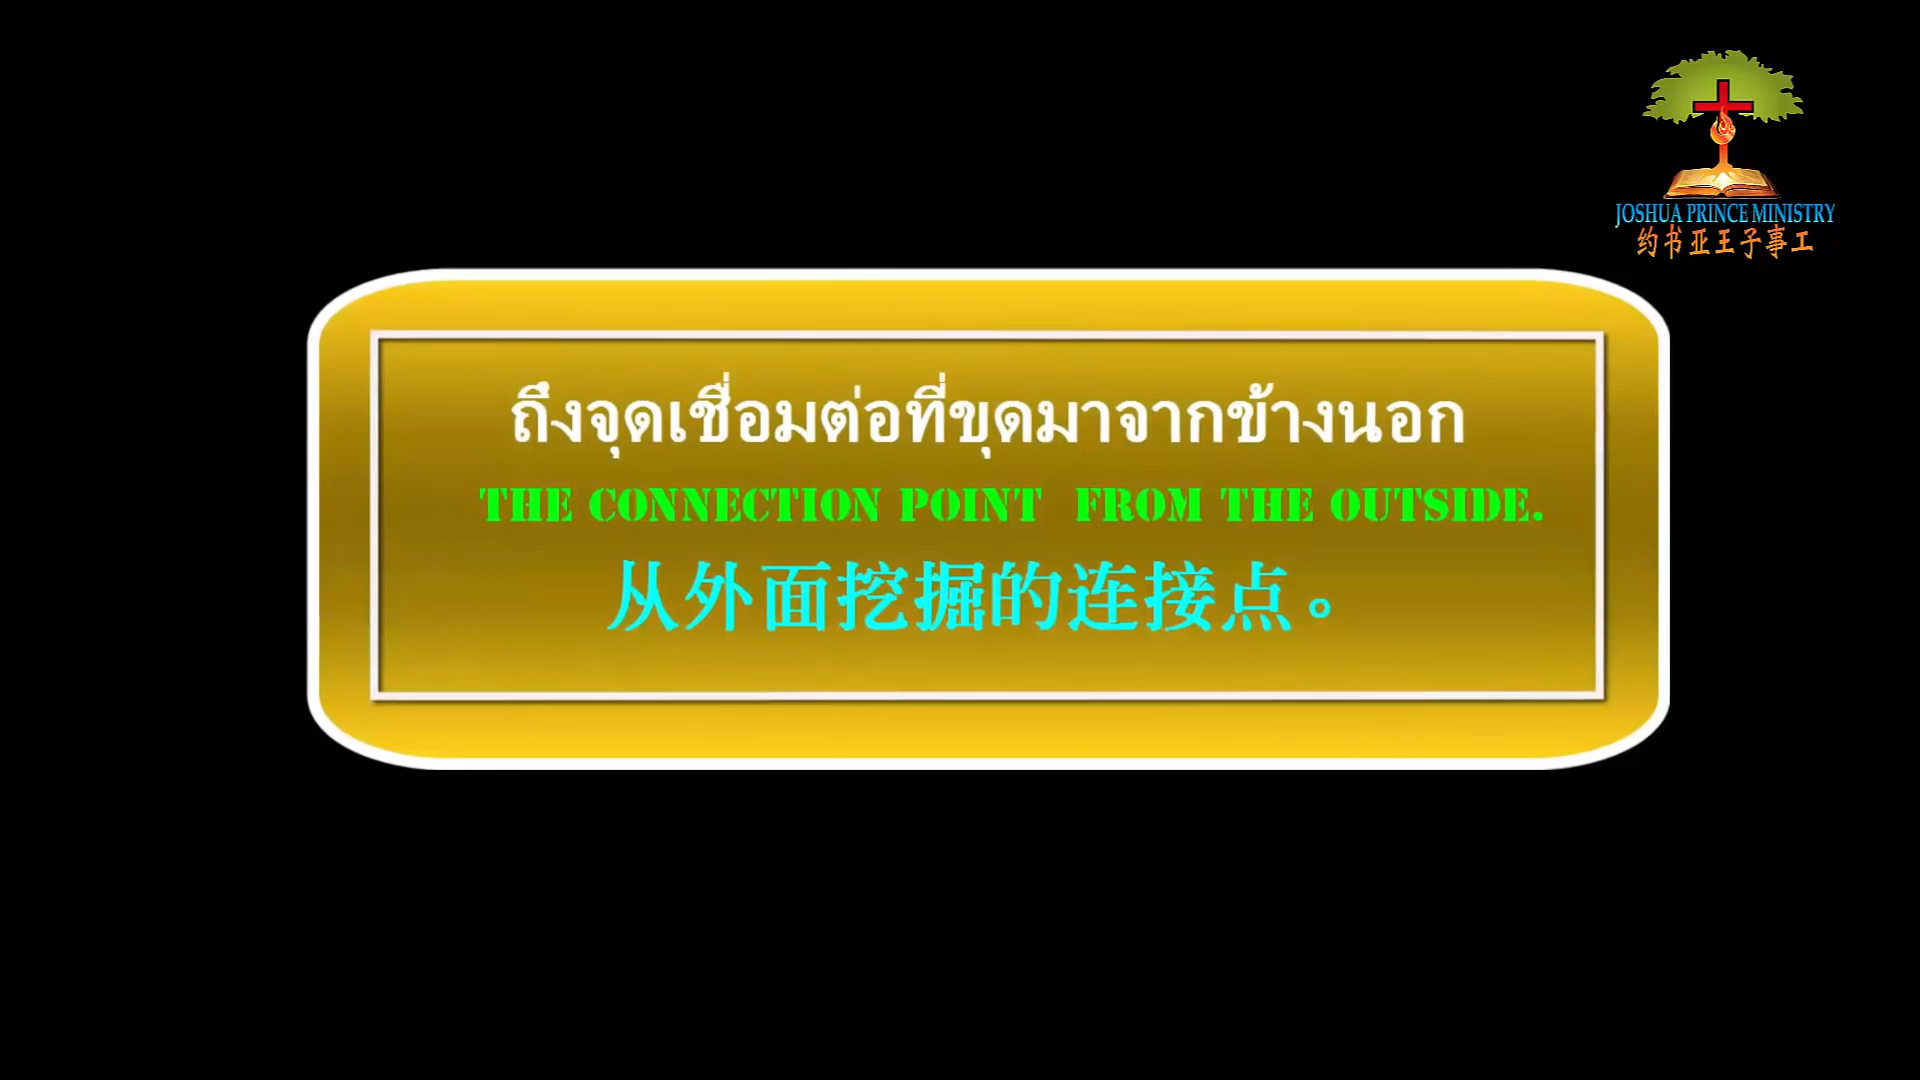 JOSHUA PRINCE MINISTRY
约书亚王子事工
ถึงจุดเชื่อมต่อที่ขุดมาจากข้างนอก
THE CONNECTION POINT  FROM THE OUTSIDE.
从外面挖掘的连接点。